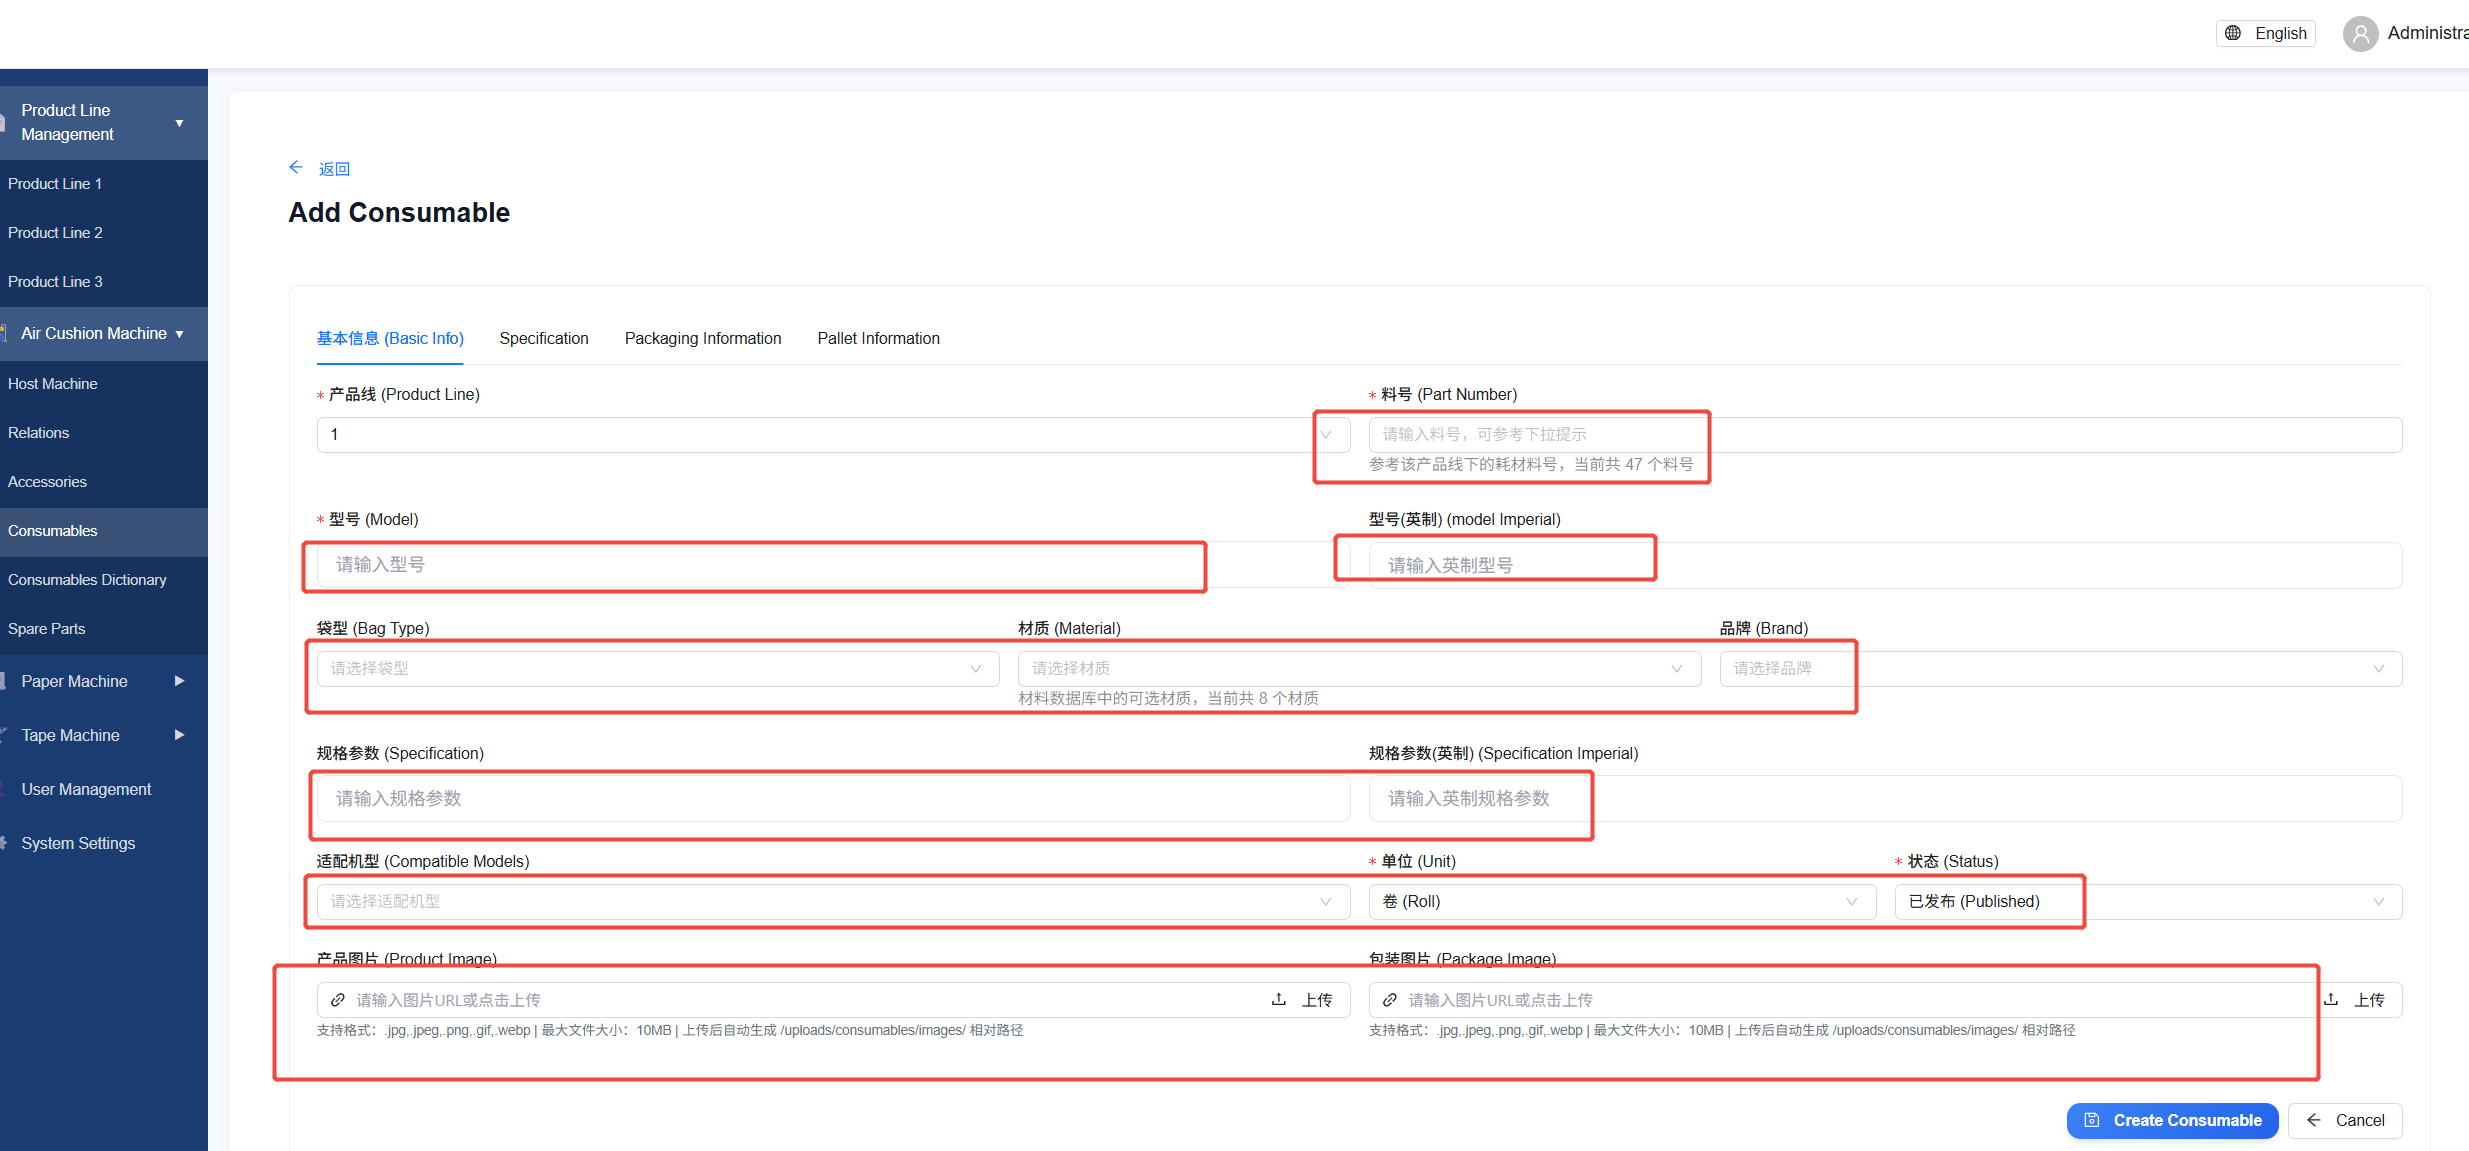 English
Administra
Product Line
Management
▼
Product Line 1
Product Line 2
Product Line 3
Air Cushion Machine ▼
Host Machine
Relations
Accessories
Consumables
Consumables Dictionary
Spare Parts
Paper Machine ▶
Tape Machine ▶
User Management
System Settings
← 返回
Add Consumable
基本信息 (Basic Info) Specification Packaging Information Pallet Information
* 产品线 (Product Line)
1
* 料号 (Part Number)
请输入料号，可参考下拉提示
参考该产品线下的耗材料号，当前共 47 个料号
* 型号 (Model)
请输入型号
型号(英制) (model Imperial)
请输入英制型号
袋型 (Bag Type)
请选择袋型
材质 (Material)
请选择材质
材料数据库中的可选材质，当前共 8 个材质
品牌 (Brand)
请选择品牌
规格参数 (Specification)
请输入规格参数
规格参数(英制) (Specification Imperial)
请输入英制规格参数
适配机型 (Compatible Models)
请选择适配机型
* 单位 (Unit)
卷 (Roll)
* 状态 (Status)
已发布 (Published)
产品图片 (Product Image)
请输入图片URL或点击上传 上传
支持格式：.jpg,.jpeg,.png,.gif,.webp | 最大文件大小：10MB | 上传后自动生成 /uploads/consumables/images/ 相对路径
包装图片 (Package Image)
请输入图片URL或点击上传 上传
支持格式：.jpg,.jpeg,.png,.gif,.webp | 最大文件大小：10MB | 上传后自动生成 /uploads/consumables/images/ 相对路径
Create Consumable
← Cancel